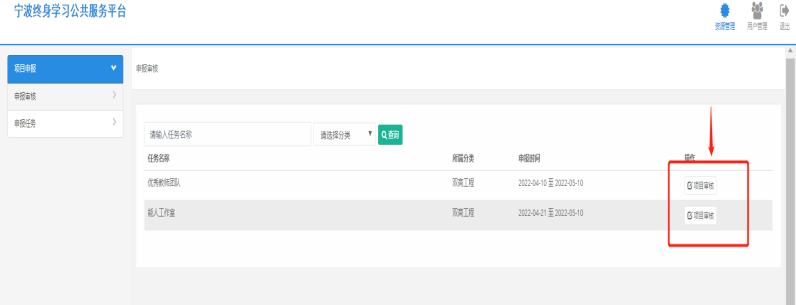 宁波终身学习公共服务平台
资源管理 用户管理 退出
项目申报
申报审核
申报任务
申报审核
请输入任务名称 请选择分类 查询
任务名称 所属分类 申报时间 操作
优秀教师团队 双高工程 2022-04-10 至 2022-05-10 项目审核
能人工作室 双高工程 2022-04-21 至 2022-05-10 项目审核